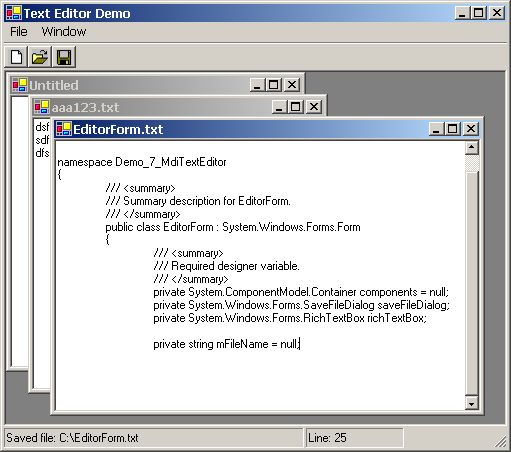 Text Editor Demo
File Window
Untitled
aaa123.txt
dsf
sdf
dfs
EditorForm.txt
namespace Demo_7_MdiTextEditor
{
/// <summary>
/// Summary description for EditorForm.
/// </summary>
public class EditorForm : System.Windows.Forms.Form
{
/// <summary>
/// Required designer variable.
/// </summary>
private System.ComponentModel.Container components = null;
private System.Windows.Forms.SaveFileDialog saveFileDialog;
private System.Windows.Forms.RichTextBox richTextBox;
private string mFileName = null;
Saved file: C:\EditorForm.txt
Line: 25